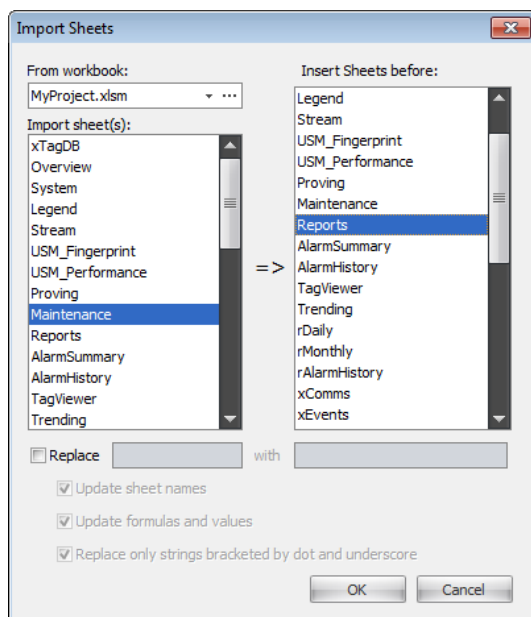 Import Sheets
From workbook:
MyProject.xlsm
Import sheet(s):
xTagDB
Overview
System
Legend
Stream
USM_Fingerprint
USM_Performance
Proving
Maintenance
Reports
AlarmSummary
AlarmHistory
TagViewer
Trending
=>
Insert Sheets before:
Legend
Stream
USM_Fingerprint
USM_Performance
Proving
Maintenance
Reports
AlarmSummary
AlarmHistory
TagViewer
Trending
rDaily
rMonthly
rAlarmHistory
xComms
xEvents
Replace with
Update sheet names
Update formulas and values
Replace only strings bracketed by dot and underscore
OK Cancel